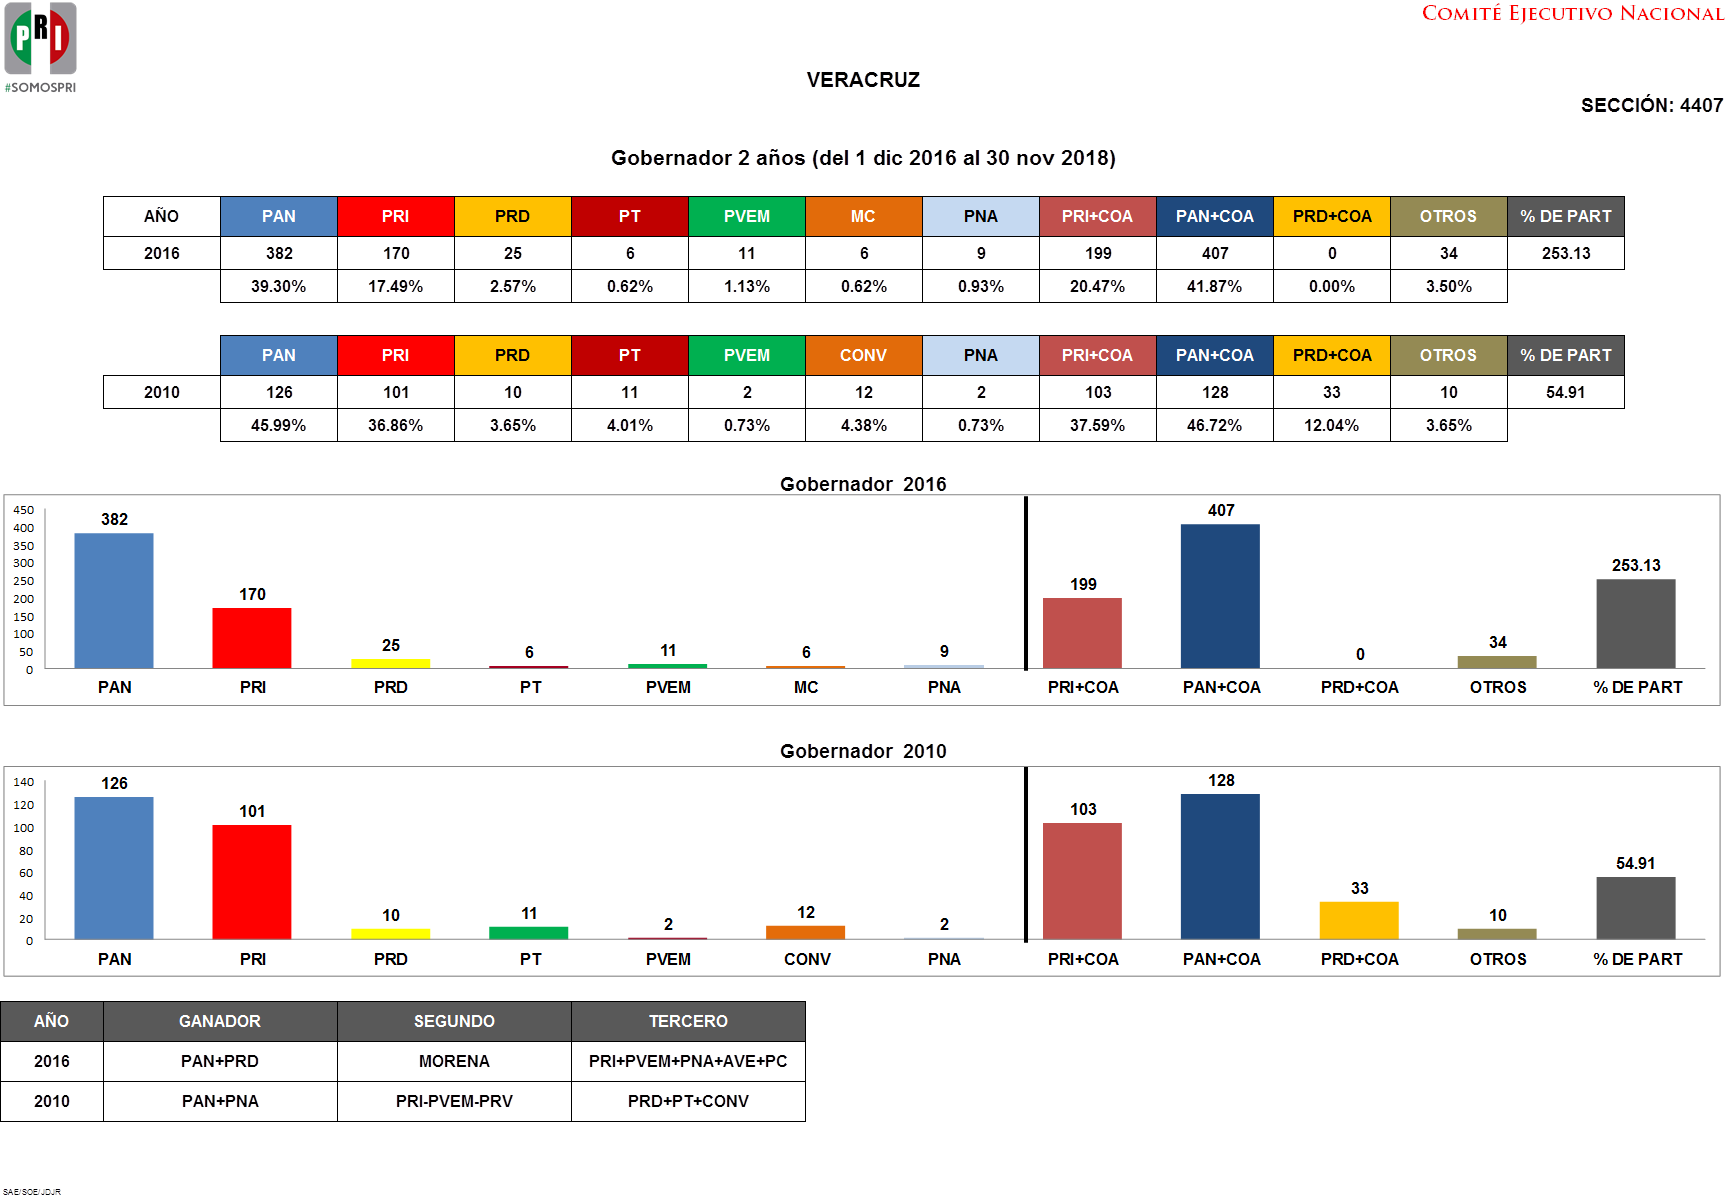 PRI
#SOMOSPRI
COMITÉ EJECUTIVO NACIONAL
VERACRUZ
SECCIÓN: 4407
Gobernador 2 años (del 1 dic 2016 al 30 nov 2018)
AÑO PAN PRI PRD PT PVEM MC PNA PRI+COA PAN+COA PRD+COA OTROS % DE PART
2016 382 170 25 6 11 6 9 199 407 0 34 253.13
39.30% 17.49% 2.57% 0.62% 1.13% 0.62% 0.93% 20.47% 41.87% 0.00% 3.50%
PAN PRI PRD PT PVEM CONV PNA PRI+COA PAN+COA PRD+COA OTROS % DE PART
2010 126 101 10 11 2 12 2 103 128 33 10 54.91
45.99% 36.86% 3.65% 4.01% 0.73% 4.38% 0.73% 37.59% 46.72% 12.04% 3.65%
Gobernador 2016
450
400
350
300
250
200
150
100
50
0
382 170 25 6 11 6 9 199 407 0 34 253.13
PAN PRI PRD PT PVEM MC PNA PRI+COA PAN+COA PRD+COA OTROS % DE PART
Gobernador 2010
140
120
100
80
60
40
20
0
126 101 10 11 2 12 2 103 128 33 10 54.91
PAN PRI PRD PT PVEM CONV PNA PRI+COA PAN+COA PRD+COA OTROS % DE PART
AÑO GANADOR SEGUNDO TERCERO
2016 PAN+PRD MORENA PRI+PVEM+PNA+AVE+PC
2010 PAN+PNA PRI-PVEM-PRV PRD+PT+CONV
SAE/SOE/JDJR